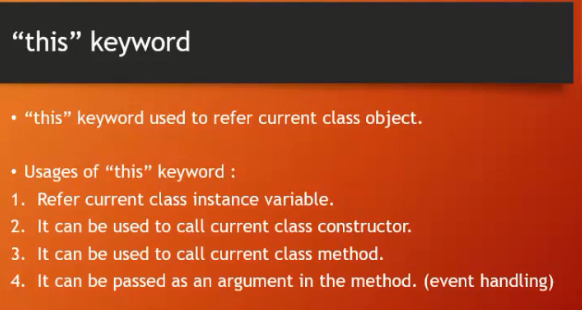 “this” keyword
• “this” keyword used to refer current class object.
• Usages of “this” keyword :
1. Refer current class instance variable.
2. It can be used to call current class constructor.
3. It can be used to call current class method.
4. It can be passed as an argument in the method. (event handling)